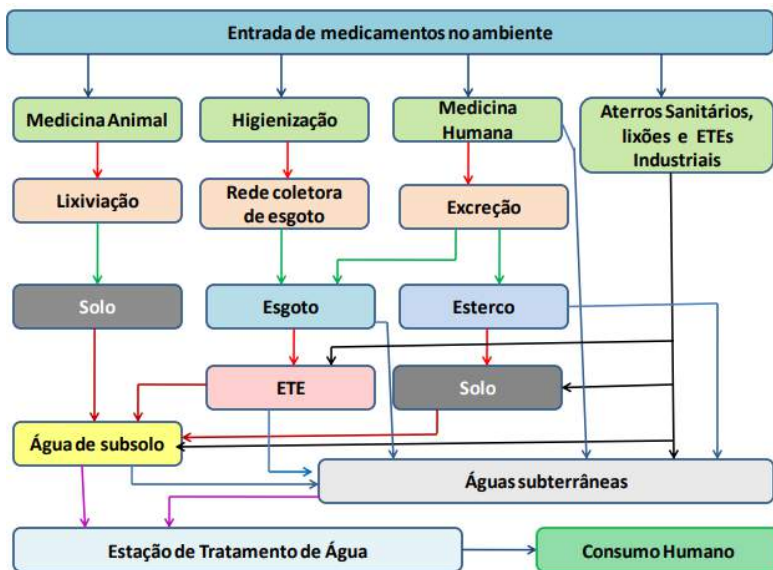 Entrada de medicamentos no ambiente
Medicina Animal
Higienização
Medicina
Humana
Aterros Sanitários,
lixões e ETEs
Industriais
Lixiviação
Rede coletora
de esgoto
Excreção
Solo
Esgoto
Esterco
ETE
Solo
Água de subsolo
Águas subterrâneas
Estação de Tratamento de Água
Consumo Humano